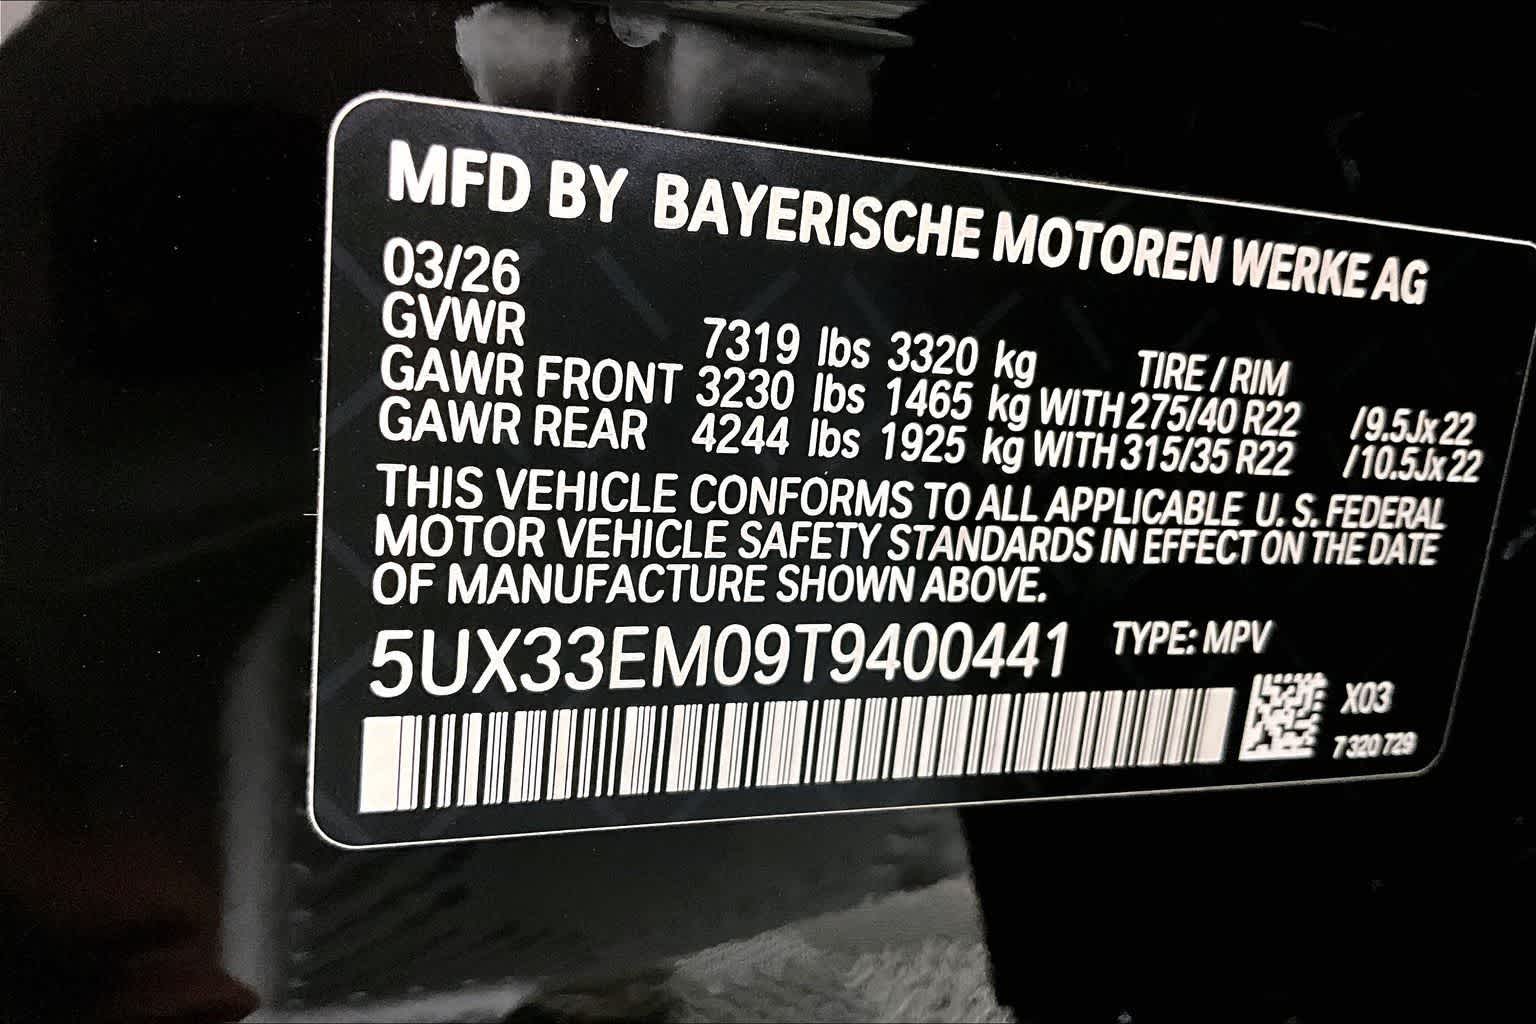 MFD BY BAYERISCHE MOTOREN WERKE AG
03/26
GVWR 7319 lbs 3320 kg TIRE / RIM
GAWR FRONT 3230 lbs 1465 kg WITH 275/40 R22 /9.5Jx22
GAWR REAR 4244 lbs 1925 kg WITH 315/35 R22 /10.5Jx22
THIS VEHICLE CONFORMS TO ALL APPLICABLE U. S. FEDERAL
MOTOR VEHICLE SAFETY STANDARDS IN EFFECT ON THE DATE
OF MANUFACTURE SHOWN ABOVE.
5UX33EM09T9400441 TYPE: MPV
X03
7 320 729